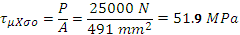 τμΧσο = P/A = 25000 N / 491 mm² = 51.9 MPa